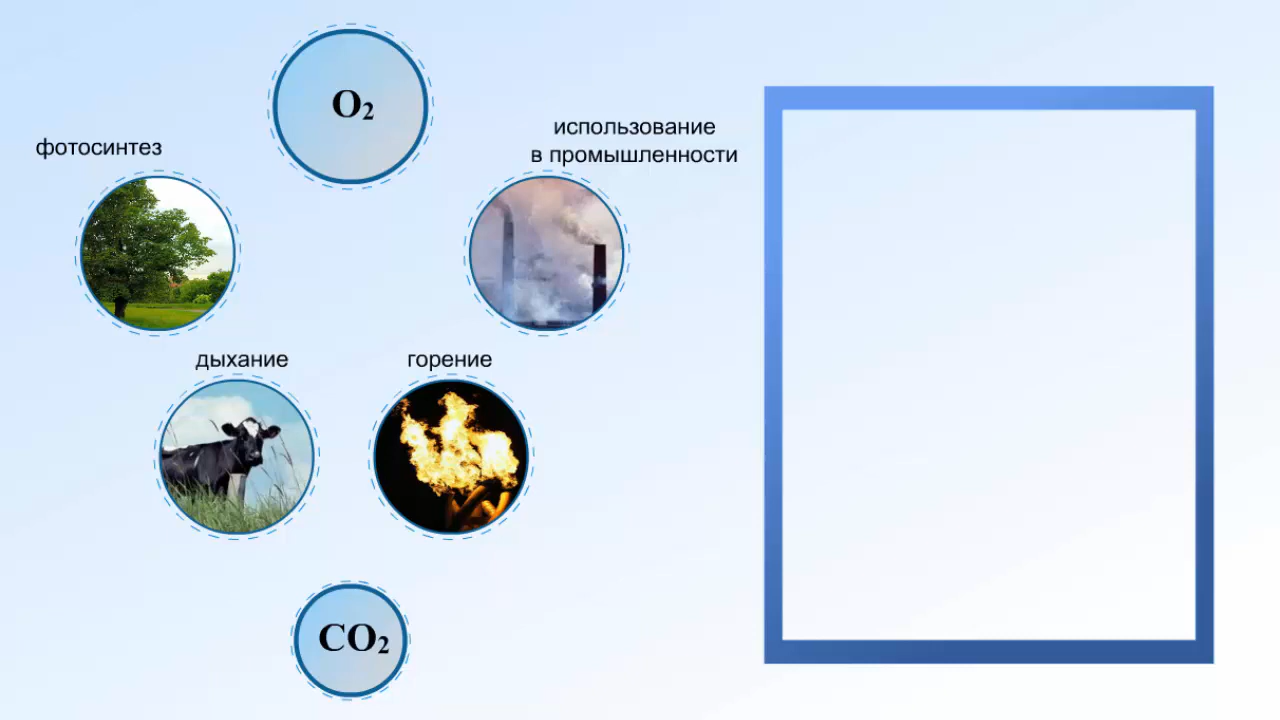 O₂
использование
в промышленности
фотосинтез
дыхание
горение
CO₂